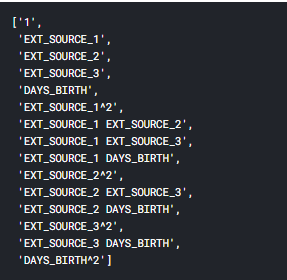 ['1',
'EXT_SOURCE_1',
'EXT_SOURCE_2',
'EXT_SOURCE_3',
'DAYS_BIRTH',
'EXT_SOURCE_1^2',
'EXT_SOURCE_1 EXT_SOURCE_2',
'EXT_SOURCE_1 EXT_SOURCE_3',
'EXT_SOURCE_1 DAYS_BIRTH',
'EXT_SOURCE_2^2',
'EXT_SOURCE_2 EXT_SOURCE_3',
'EXT_SOURCE_2 DAYS_BIRTH',
'EXT_SOURCE_3^2',
'EXT_SOURCE_3 DAYS_BIRTH',
'DAYS_BIRTH^2']